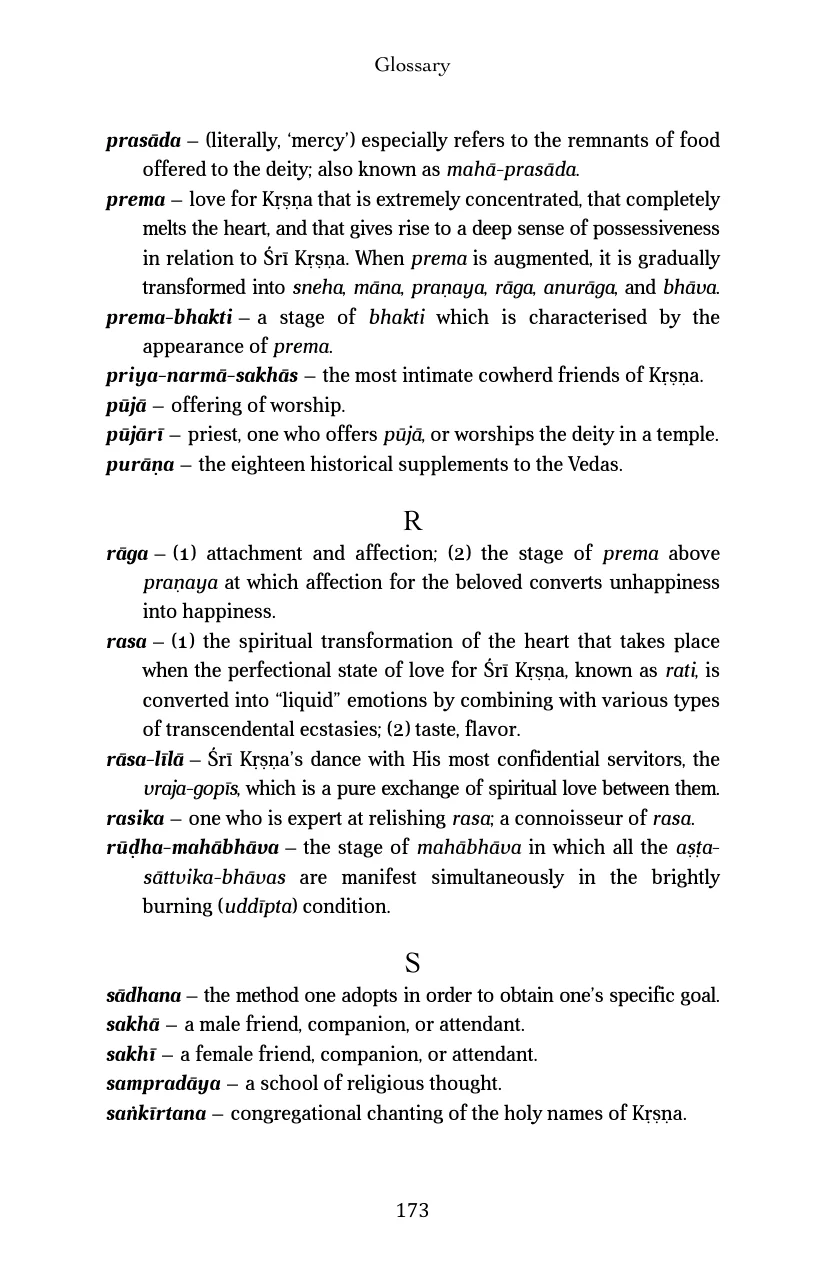 Glossary
prasāda – (literally, ‘mercy’) especially refers to the remnants of food
offered to the deity; also known as mahā-prasāda.
prema – love for Kṛṣṇa that is extremely concentrated, that completely
melts the heart, and that gives rise to a deep sense of possessiveness
in relation to Śrī Kṛṣṇa. When prema is augmented, it is gradually
transformed into sneha, māna, praṇaya, rāga, anurāga, and bhāva.
prema-bhakti – a stage of bhakti which is characterised by the
appearance of prema.
priya-narmā-sakhās – the most intimate cowherd friends of Kṛṣṇa.
pūjā – offering of worship.
pūjārī – priest, one who offers pūjā, or worships the deity in a temple.
purāṇa – the eighteen historical supplements to the Vedas.
R
rāga – (1) attachment and affection; (2) the stage of prema above
praṇaya at which affection for the beloved converts unhappiness
into happiness.
rasa – (1) the spiritual transformation of the heart that takes place
when the perfectional state of love for Śrī Kṛṣṇa, known as rati, is
converted into “liquid” emotions by combining with various types
of transcendental ecstasies; (2) taste, flavor.
rāsa-līlā – Śrī Kṛṣṇa’s dance with His most confidential servitors, the
vraja-gopīs, which is a pure exchange of spiritual love between them.
rasika – one who is expert at relishing rasa; a connoisseur of rasa.
rūḍha-mahābhāva – the stage of mahābhāva in which all the aṣṭa-
sāttvika-bhāvas are manifest simultaneously in the brightly
burning (uddīpta) condition.
S
sādhana – the method one adopts in order to obtain one’s specific goal.
sakhā – a male friend, companion, or attendant.
sakhī – a female friend, companion, or attendant.
sampradāya – a school of religious thought.
saṅkīrtana – congregational chanting of the holy names of Kṛṣṇa.
173